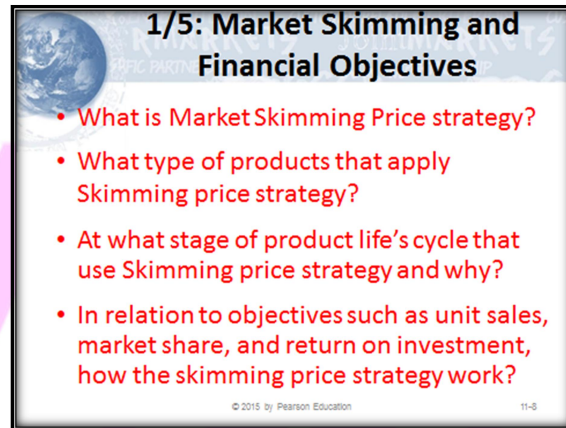 1/5: Market Skimming and
Financial Objectives
• What is Market Skimming Price strategy?
• What type of products that apply
Skimming price strategy?
• At what stage of product life's cycle that
use Skimming price strategy and why?
• In relation to objectives such as unit sales,
market share, and return on investment,
how the skimming price strategy work?
© 2015 by Pearson Education
11-8